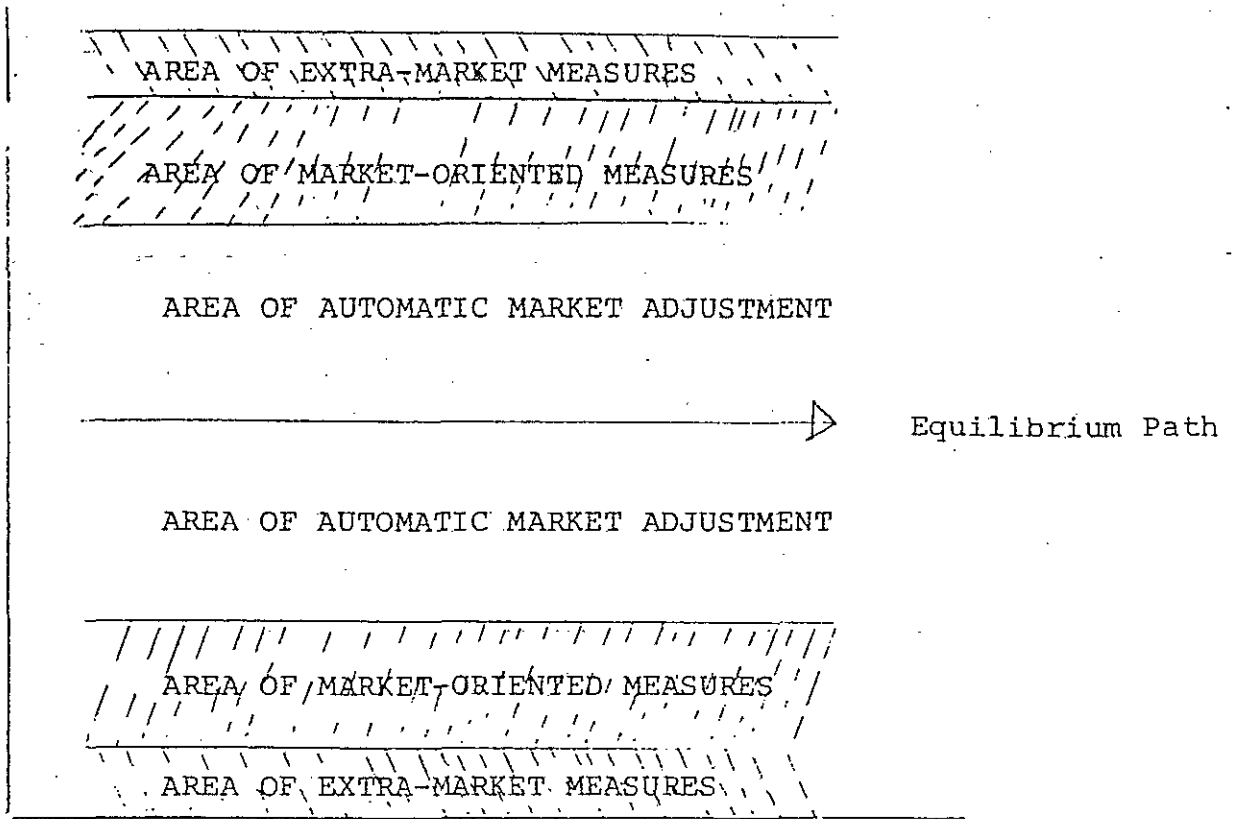 AREA OF EXTRA-MARKET MEASURES
AREA OF MARKET-ORIENTED MEASURES
AREA OF AUTOMATIC MARKET ADJUSTMENT
Equilibrium Path
AREA OF AUTOMATIC MARKET ADJUSTMENT
AREA OF MARKET-ORIENTED MEASURES
AREA OF EXTRA-MARKET MEASURES